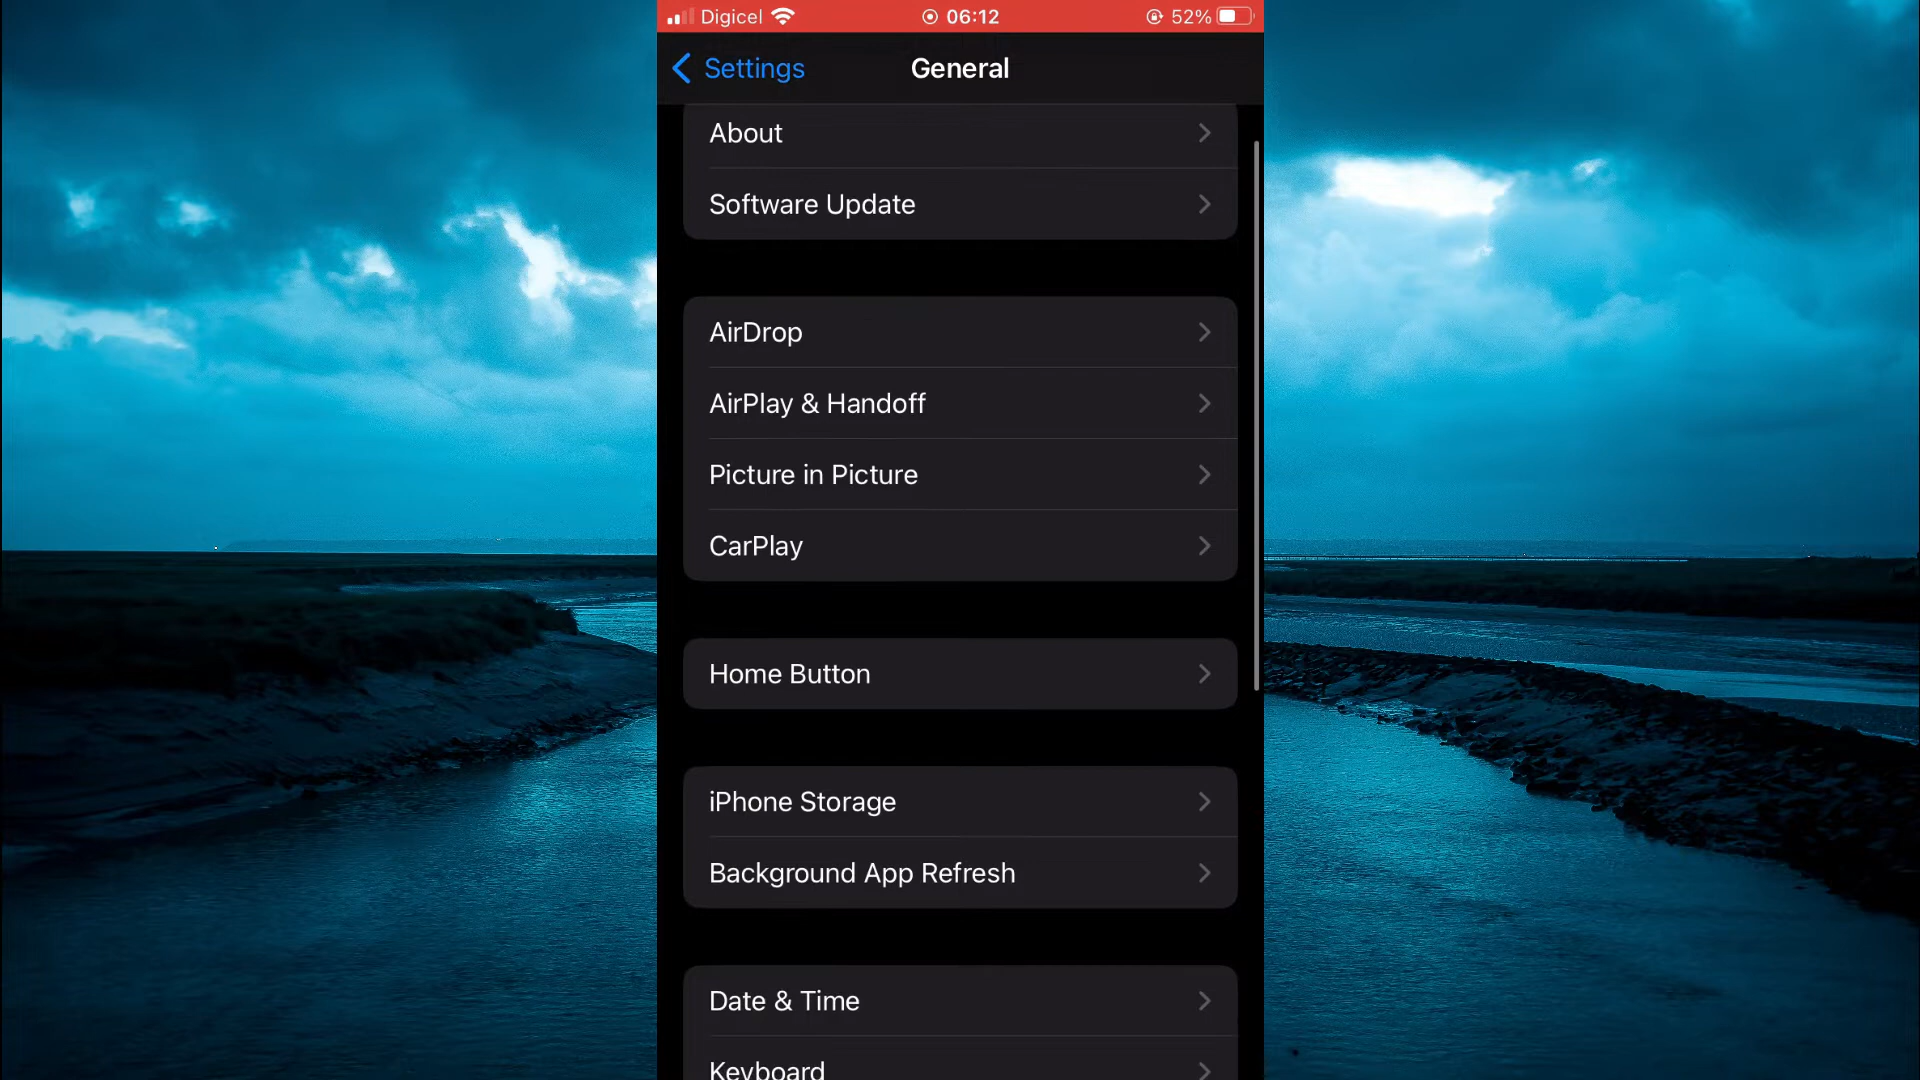 Digicel 06:12 52%
Settings General
About
Software Update
AirDrop
AirPlay & Handoff
Picture in Picture
CarPlay
Home Button
iPhone Storage
Background App Refresh
Date & Time
Keyboard